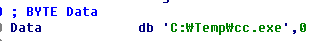 ; BYTE Data
Data db 'C:₩Temp₩cc.exe',0